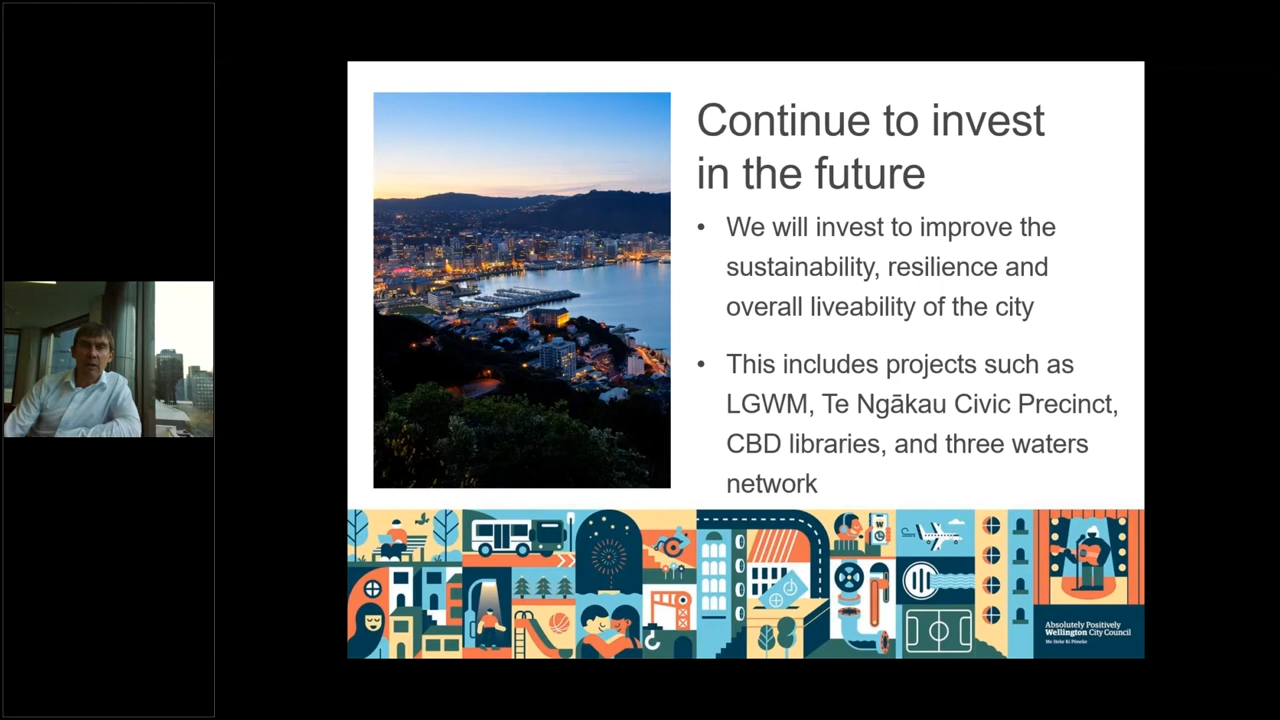 Continue to invest
in the future
• We will invest to improve the
sustainability, resilience and
overall liveability of the city
• This includes projects such as
LGWM, Te Ngākau Civic Precinct,
CBD libraries, and three waters
network
W
Absolutely Positively
Wellington City Council
Me Heke Ki Pōneke